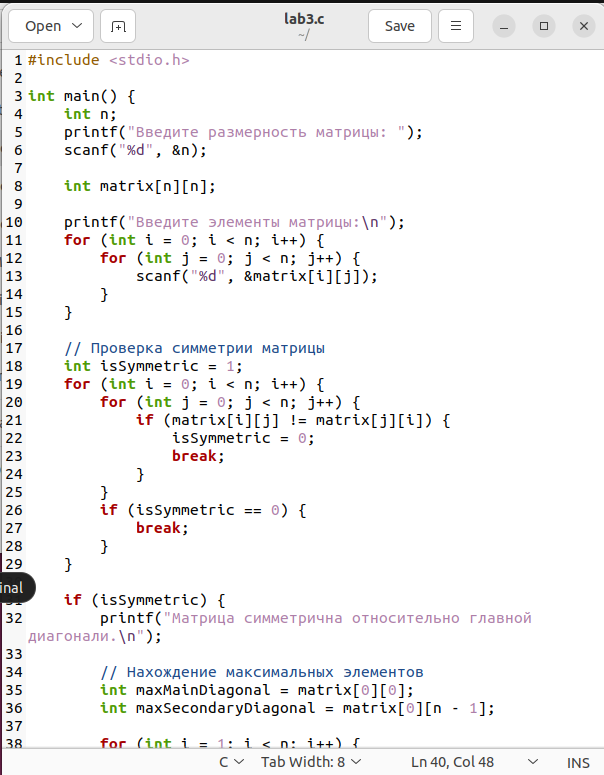 Open
lab3.c
~/
Save
1 #include <stdio.h>
2
3 int main() {
4     int n;
5     printf("Введите размерность матрицы: ");
6     scanf("%d", &n);
7
8     int matrix[n][n];
9
10     printf("Введите элементы матрицы:\n");
11     for (int i = 0; i < n; i++) {
12         for (int j = 0; j < n; j++) {
13             scanf("%d", &matrix[i][j]);
14         }
15     }
16
17     // Проверка симметрии матрицы
18     int isSymmetric = 1;
19     for (int i = 0; i < n; i++) {
20         for (int j = 0; j < n; j++) {
21             if (matrix[i][j] != matrix[j][i]) {
22                 isSymmetric = 0;
23                 break;
24             }
25         }
26         if (isSymmetric == 0) {
27             break;
28         }
29     }
inal
31     if (isSymmetric) {
32         printf("Матрица симметрична относительно главной
диагонали.\n");
33
34         // Нахождение максимальных элементов
35         int maxMainDiagonal = matrix[0][0];
36         int maxSecondaryDiagonal = matrix[0][n - 1];
37
38         for (int i = 1; i < n; i++) {
C
Tab Width: 8
Ln 40, Col 48
INS